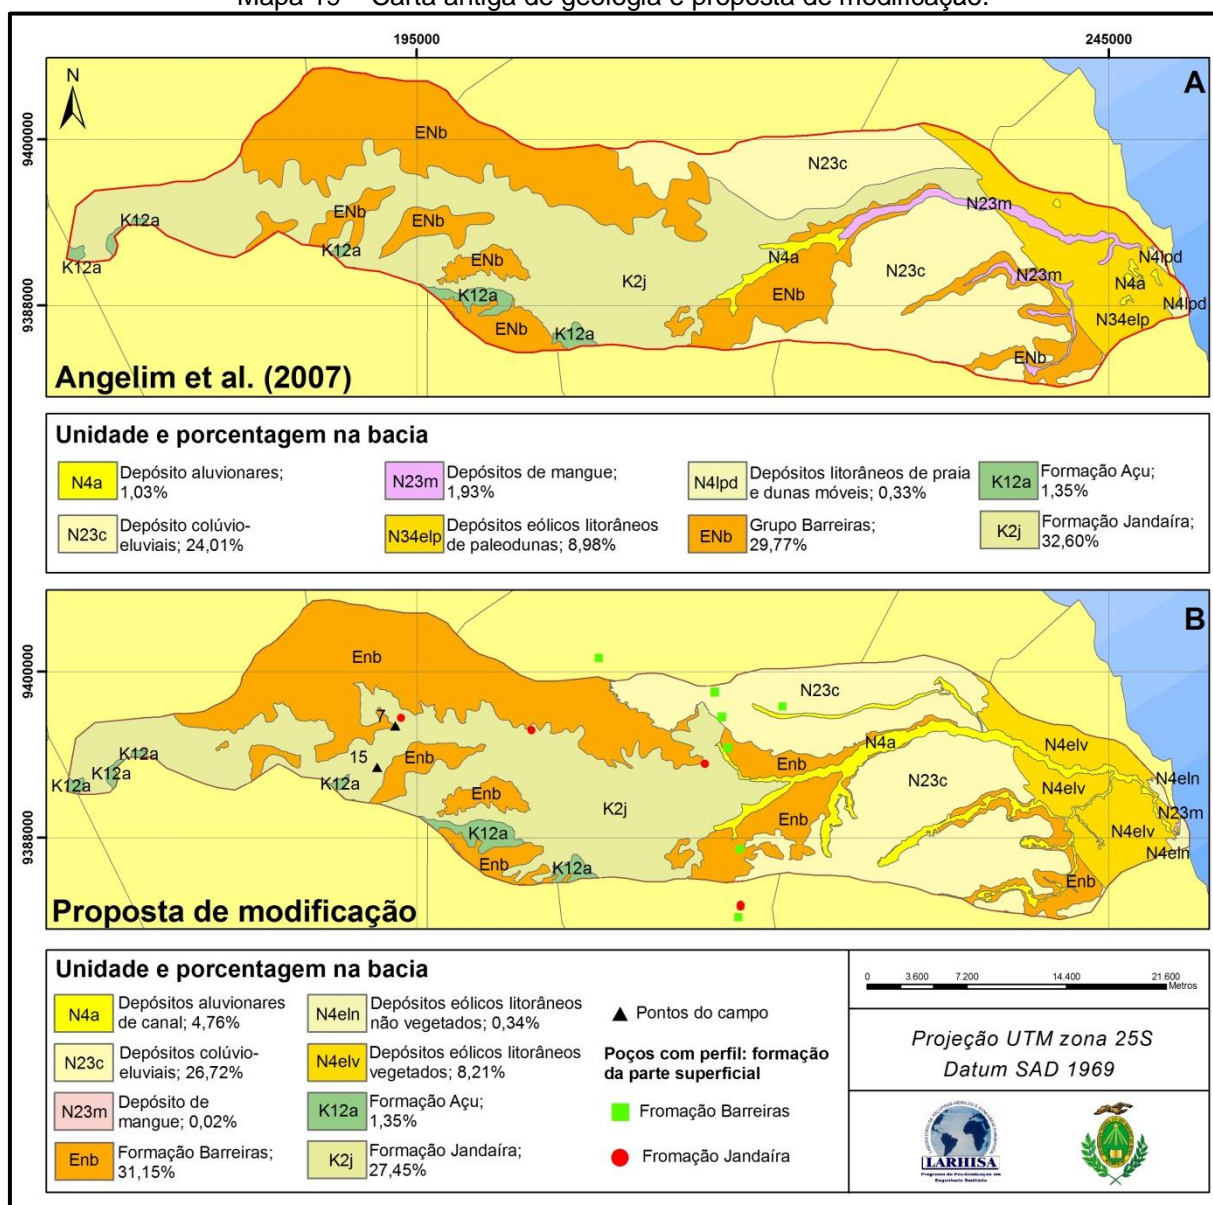 Mapa 19 – Carta antiga de geologia e proposta de modificação.
195000
245000
N
A
9400000
9388000
ENb
N23c
K12a
ENb
ENb
N23m
K12a
K12a
K12a
N4a
N23c
N4lpd
ENb
K2j
N23m
N4a
K12a
ENb
N4lpd
ENb
K12a
N34elp
ENb
Angelim et al. (2007)
Unidade e porcentagem na bacia
N4a
Depósito aluvionares;
1,03%
N23m
Depósitos de mangue;
1,93%
N4lpd
Depósitos litorâneos de praia
e dunas móveis; 0,33%
K12a
Formação Açu;
1,35%
N23c
Depósito colúvio-
eluviais; 24,01%
N34elp
Depósitos eólicos litorâneos
de paleodunas; 8,98%
ENb
Grupo Barreiras;
29,77%
K2j
Formação Jandaíra;
32,60%
B
9400000
9388000
Enb
N23c
7
15
Enb
N4a
Enb
N4elv
K12a
K12a
K12a
K12a
N4eln
Enb
K2j
N23c
N4elv
N23m
K12a
Enb
N4elv
N4eln
Enb
K12a
Enb
Proposta de modificação
Unidade e porcentagem na bacia
N4a
Depósitos aluvionares
de canal; 4,76%
N23c
Depósitos colúvio-
eluviais; 26,72%
N23m
Depósito de
mangue; 0,02%
Enb
Formação Barreiras;
31,15%
N4eln
Depósitos eólicos litorâneos
não vegetados; 0,34%
N4elv
Depósitos eólicos litorâneos
vegetados; 8,21%
K12a
Formação Açu;
1,35%
K2j
Formação Jandaíra;
27,45%
Pontos do campo
Poços com perfil: formação
da parte superficial
Fromação Barreiras
Fromação Jandaíra
0 3.600 7.200 14.400 21.600
Metros
Projeção UTM zona 25S
Datum SAD 1969
LARHISA
Programa de Pós-Graduação em
Engenharia Sanitária